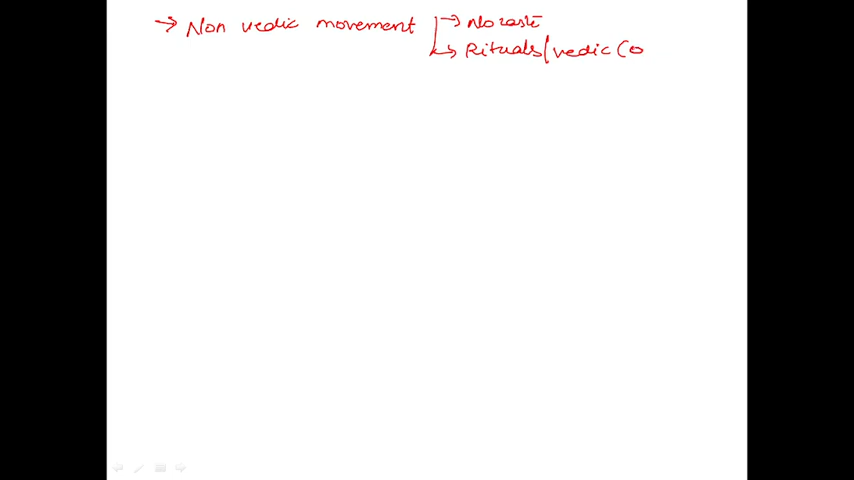 → Non vedic movement → No caste
→ Rituals/vedic (o